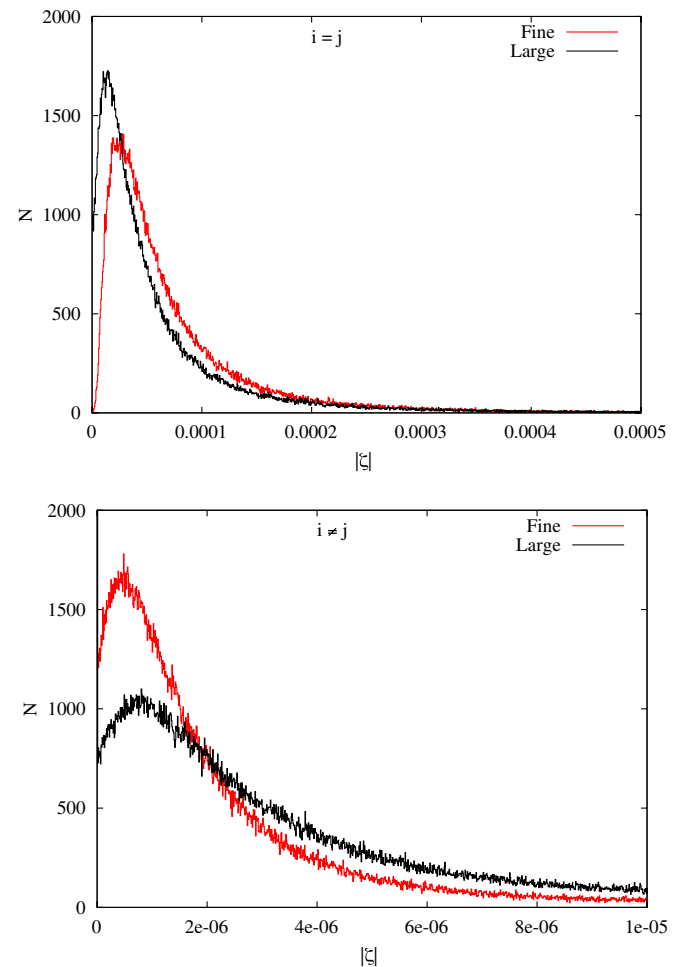 2000
i = j
Fine
Large
1500
1000
N
500
0
0 0.0001 0.0002 0.0003 0.0004 0.0005
|ζ|
2000
i ≠ j
Fine
Large
1500
1000
N
500
0
0 2e-06 4e-06 6e-06 8e-06 1e-05
|ζ|